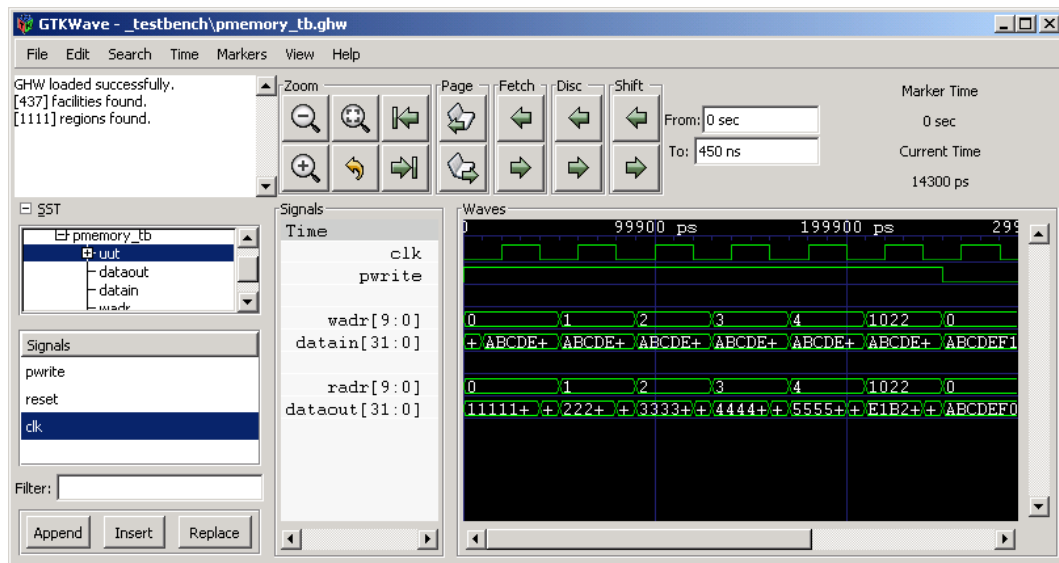 GTKWave - _testbench\pmemory_tb.ghw
File Edit Search Time Markers View Help
GHW loaded successfully.
[437] facilities found.
[1111] regions found.
Zoom
Page
Fetch
Disc
Shift
From: 0 sec
To: 450 ns
Marker Time
0 sec
Current Time
14300 ps
SST
pmemory_tb
uut
dataout
datain
wadr
Signals
pwrite
reset
clk
Filter:
Append Insert Replace
Signals
Time
clk
pwrite
wadr[9:0]
datain[31:0]
radr[9:0]
dataout[31:0]
Waves
0 99900 ps 199900 ps 299
0 1 2 3 4 1022 0
+ ABCDE+ ABCDE+ ABCDE+ ABCDE+ ABCDE+ ABCDE+ ABCDEF1
0 1 2 3 4 1022 0
11111+ + 222+ + 3333+ + 4444+ + 5555+ + E1B2+ + ABCDEF0